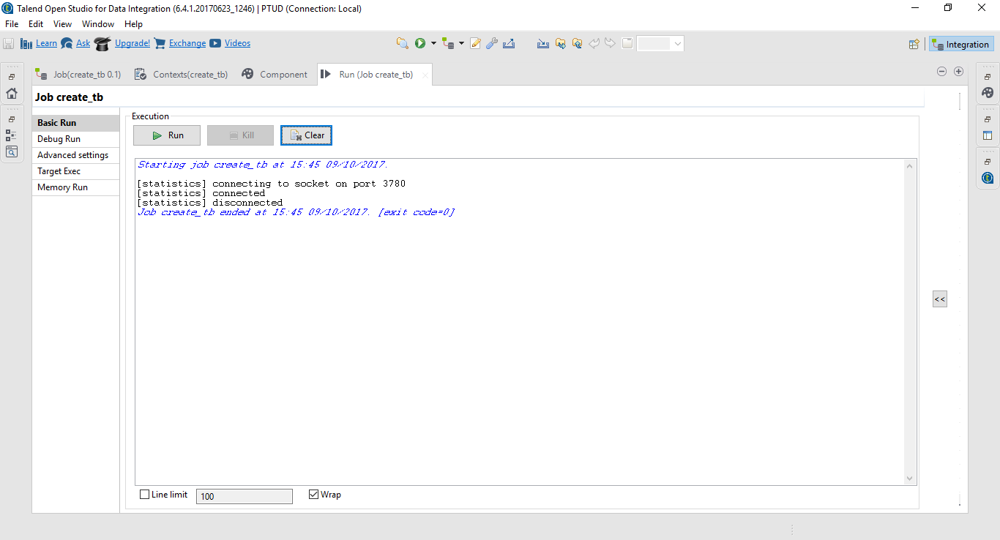 Talend Open Studio for Data Integration (6.4.1.20170623_1246) | PTUD (Connection: Local)
File Edit View Window Help
Learn Ask Upgrade! Exchange Videos
Integration
Job(create_tb 0.1) Contexts(create_tb) Component Run (Job create_tb)
Job create_tb
Basic Run
Debug Run
Advanced settings
Target Exec
Memory Run
Execution
Run Kill Clear
Starting job create_tb at 15:45 09/10/2017.
[statistics] connecting to socket on port 3780
[statistics] connected
[statistics] disconnected
Job create_tb ended at 15:45 09/10/2017. [exit code=0]
<<
Line limit 100 Wrap